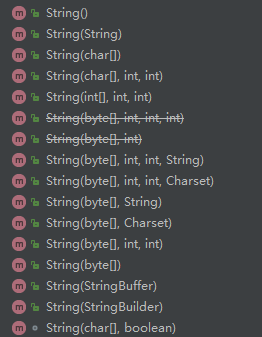 m String()
m String(String)
m String(char[])
m String(char[], int, int)
m String(int[], int, int)
m String(byte[], int, int, int)
m String(byte[], int)
m String(byte[], int, int, String)
m String(byte[], int, int, Charset)
m String(byte[], String)
m String(byte[], Charset)
m String(byte[], int, int)
m String(byte[])
m String(StringBuffer)
m String(StringBuilder)
m String(char[], boolean)